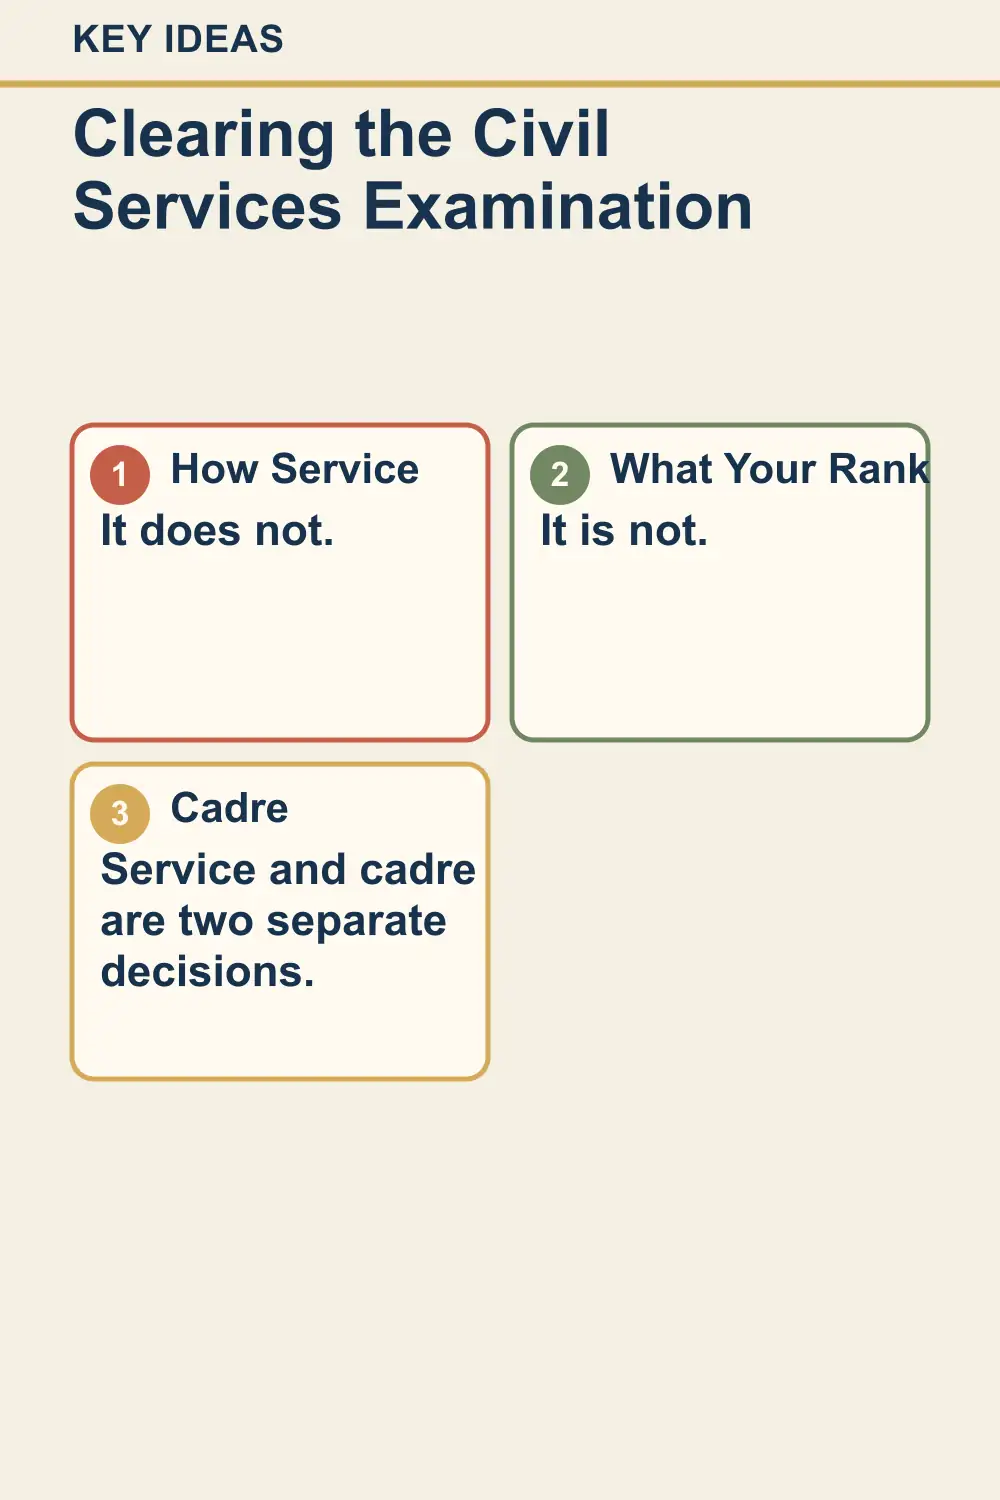 KEY IDEAS
Clearing the Civil
Services Examination
1 How Service
It does not.
2 What Your Rank
It is not.
3 Cadre
Service and cadre
are two separate
decisions.